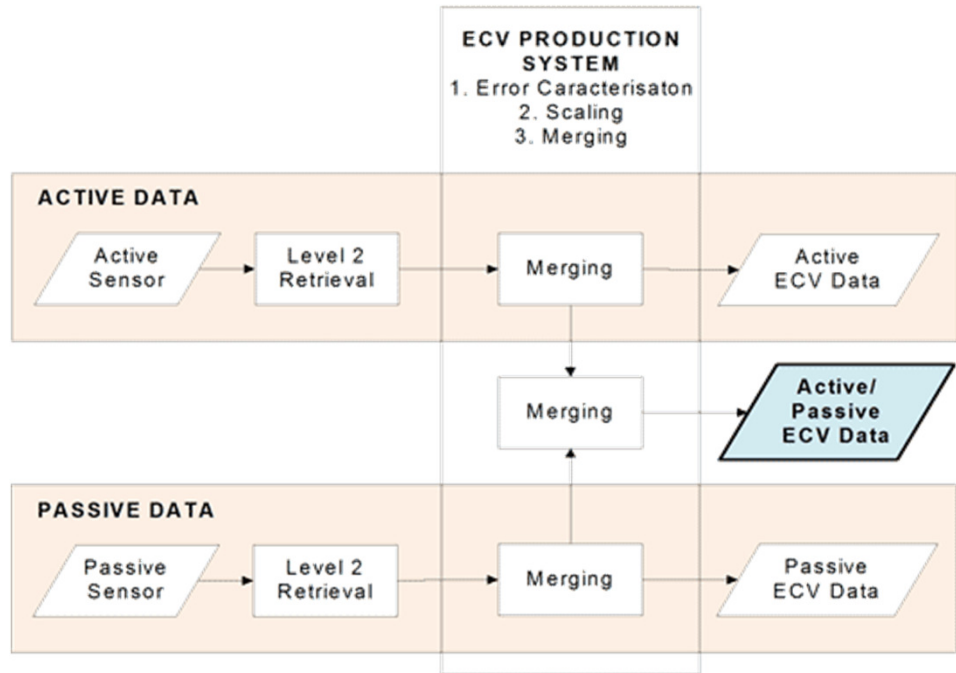 ECV PRODUCTION
SYSTEM
1. Error Caracterisaton
2. Scaling
3. Merging
ACTIVE DATA
Active
Sensor
Level 2
Retrieval
Merging
Active
ECV Data
Merging
Active/
Passive
ECV Data
PASSIVE DATA
Passive
Sensor
Level 2
Retrieval
Merging
Passive
ECV Data